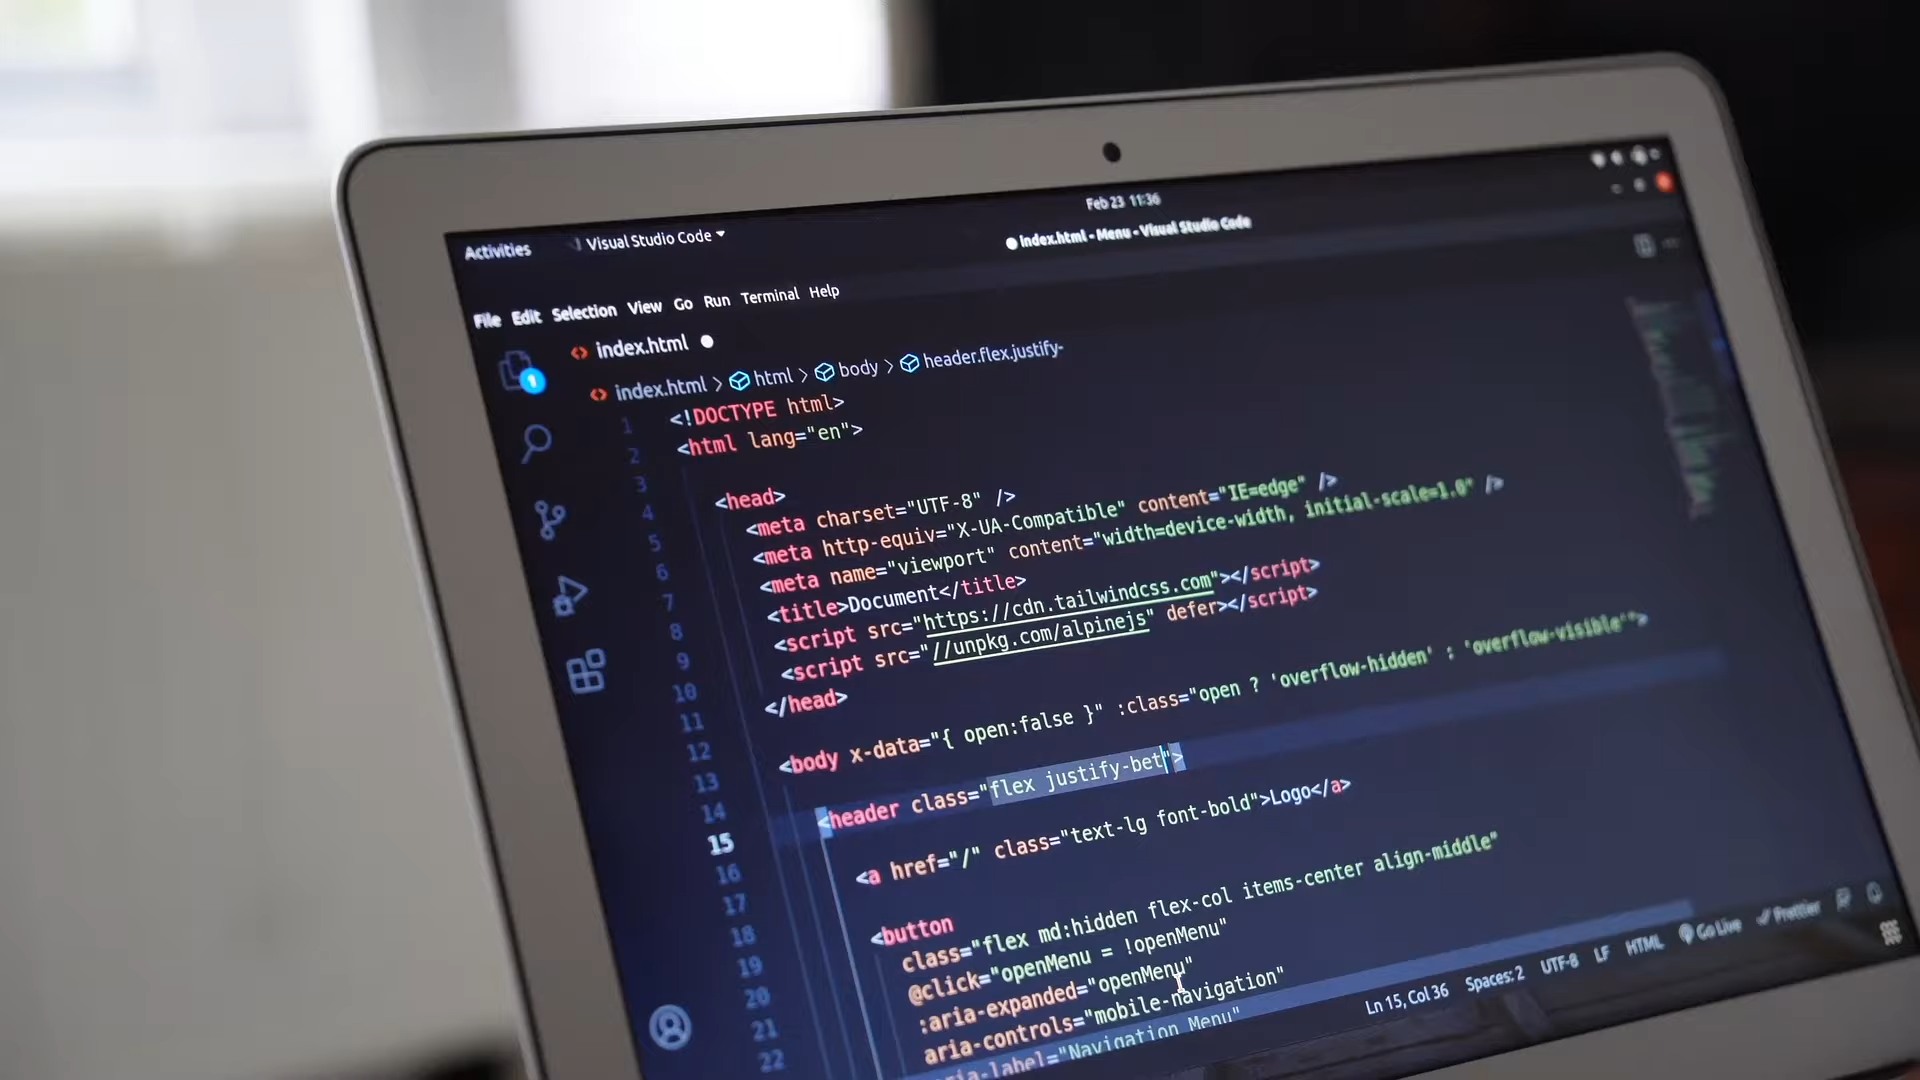 Feb 23 11:36
Activities Visual Studio Code
index.html - Menu - Visual Studio Code
File Edit Selection View Go Run Terminal Help
index.html
1
index.html > html > body > header.flex.justify-
1 <!DOCTYPE html>
2 <html lang="en">
3
4 <head>
5 <meta charset="UTF-8" />
6 <meta http-equiv="X-UA-Compatible" content="IE=edge" />
7 <meta name="viewport" content="width=device-width, initial-scale=1.0" />
8 <title>Document</title>
9 <script src="https://cdn.tailwindcss.com"></script>
10 <script src="//unpkg.com/alpinejs" defer></script>
11 </head>
12
13 <body x-data="{ open:false }" :class="open ? 'overflow-hidden' : 'overflow-visible'">
14
15 <header class="flex justify-bet">
16
17 <a href="/" class="text-lg font-bold">Logo</a>
18
19 <button
20 class="flex md:hidden flex-col items-center align-middle"
21 @click="openMenu = !openMenu"
22 :aria-expanded="openMenu"
aria-controls="mobile-navigation"
aria-label="Navigation Menu"
Ln 15, Col 36 Spaces: 2 UTF-8 LF HTML Go Live Prettier